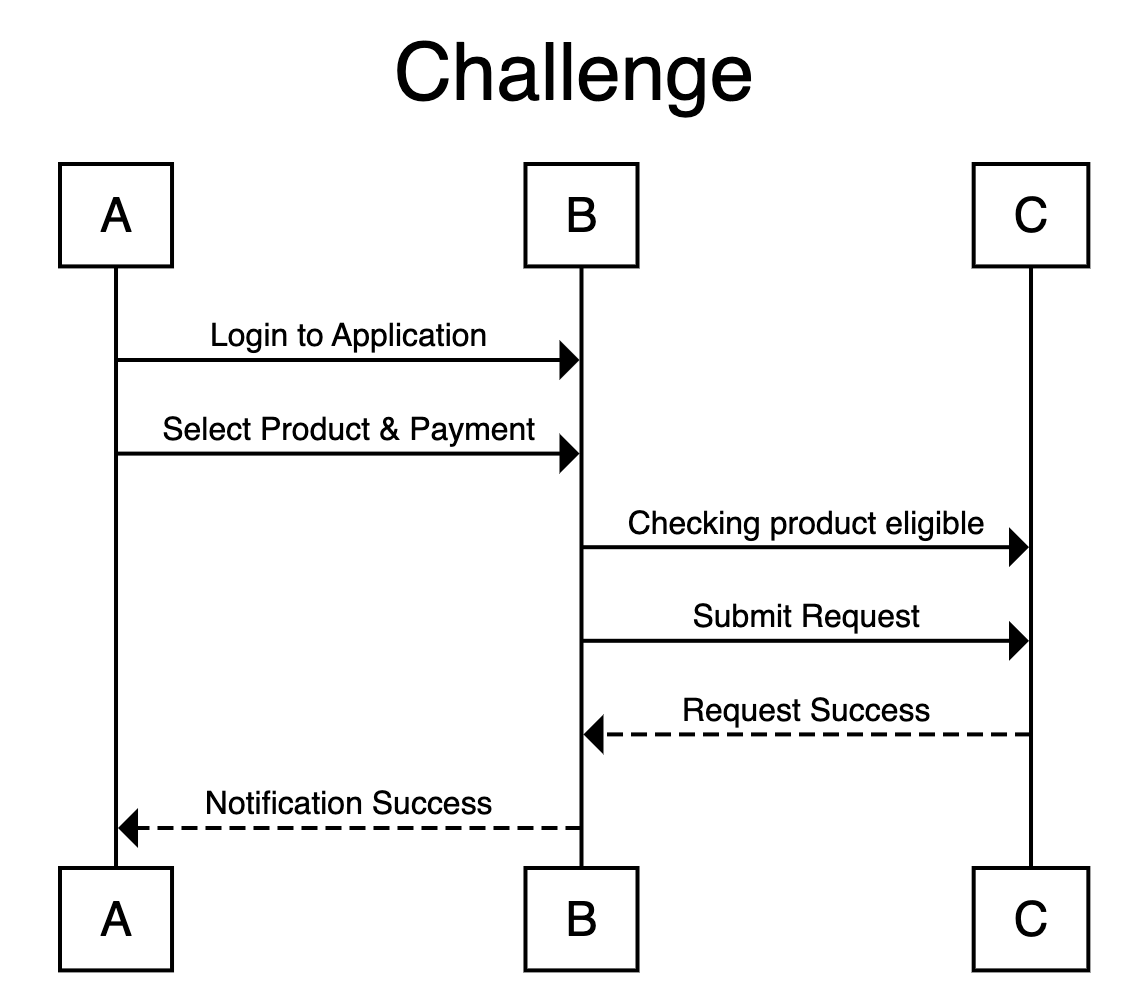 Challenge
A
B
C
Login to Application
Select Product & Payment
Checking product eligible
Submit Request
Request Success
Notification Success
A
B
C